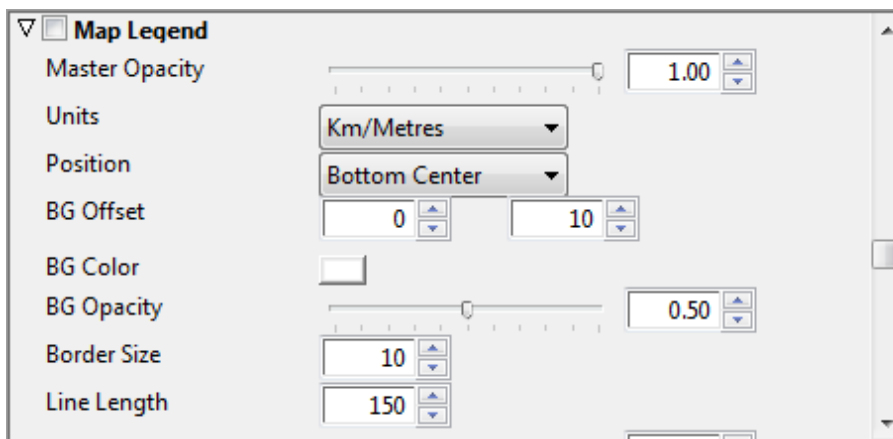 Map Legend
Master Opacity 1.00
Units Km/Metres
Position Bottom Center
BG Offset 0 10
BG Color
BG Opacity 0.50
Border Size 10
Line Length 150